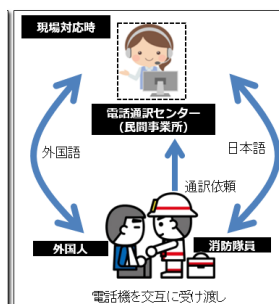 現場対応時
電話通訳センター
(民間事業所)
外国語
日本語
通訳依頼
外国人
消防隊員
電話機を交互に受け渡し